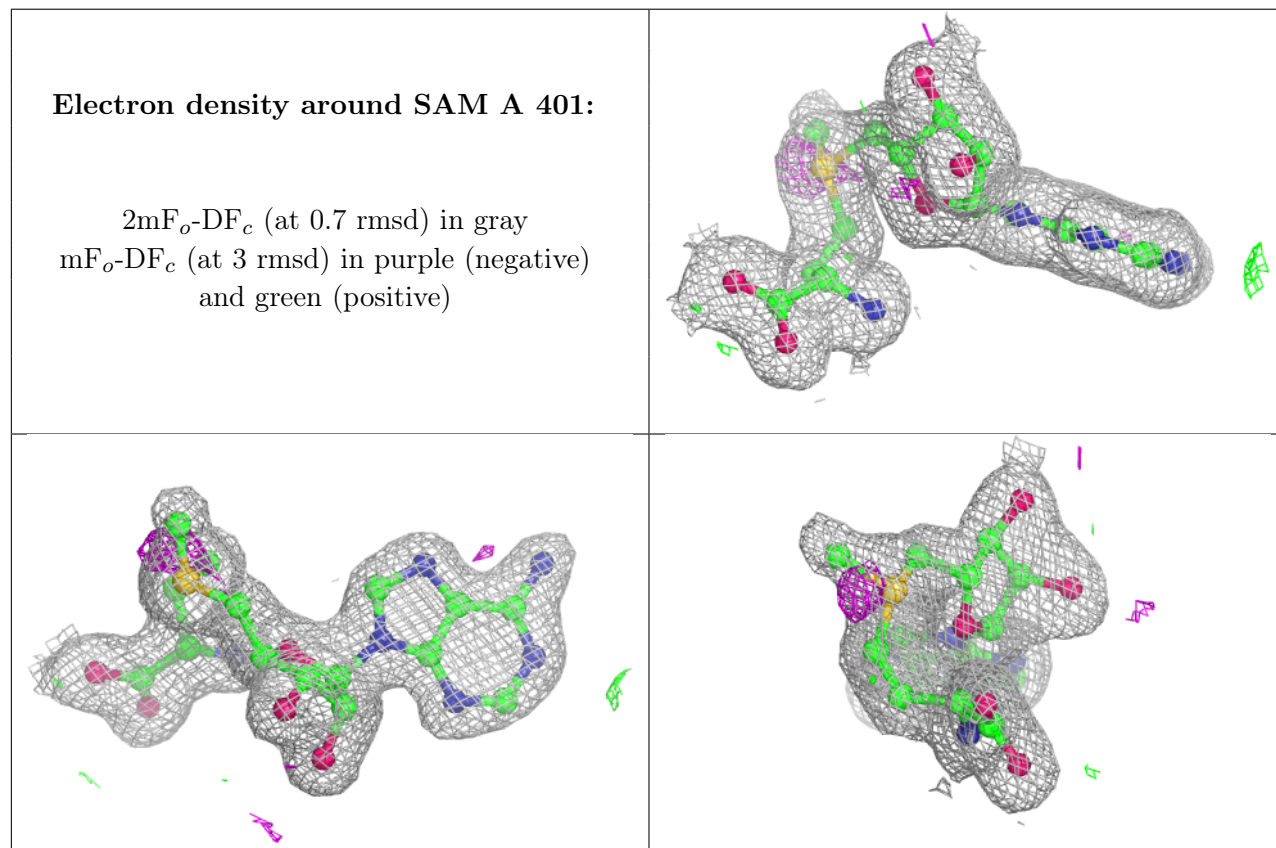 Electron density around SAM A 401:
2mFo-DFc (at 0.7 rmsd) in gray
mFo-DFc (at 3 rmsd) in purple (negative)
and green (positive)